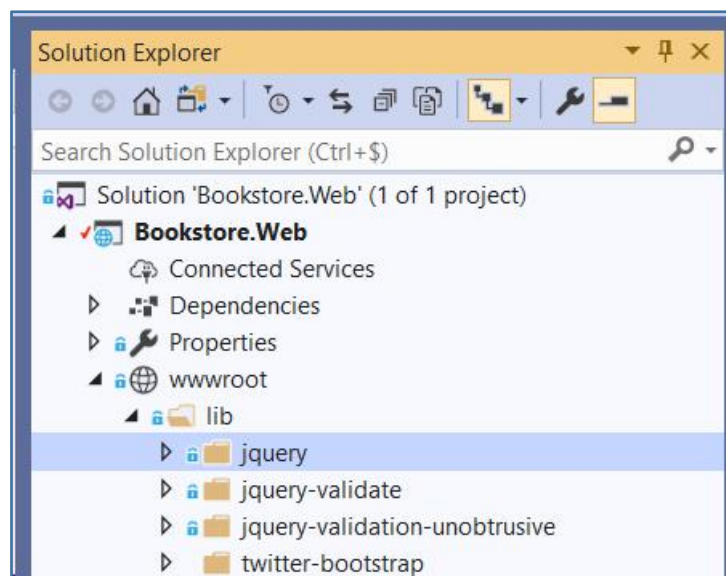 Solution Explorer
Search Solution Explorer (Ctrl+$)
Solution 'Bookstore.Web' (1 of 1 project)
Bookstore.Web
Connected Services
Dependencies
Properties
wwwroot
lib
jquery
jquery-validate
jquery-validation-unobtrusive
twitter-bootstrap